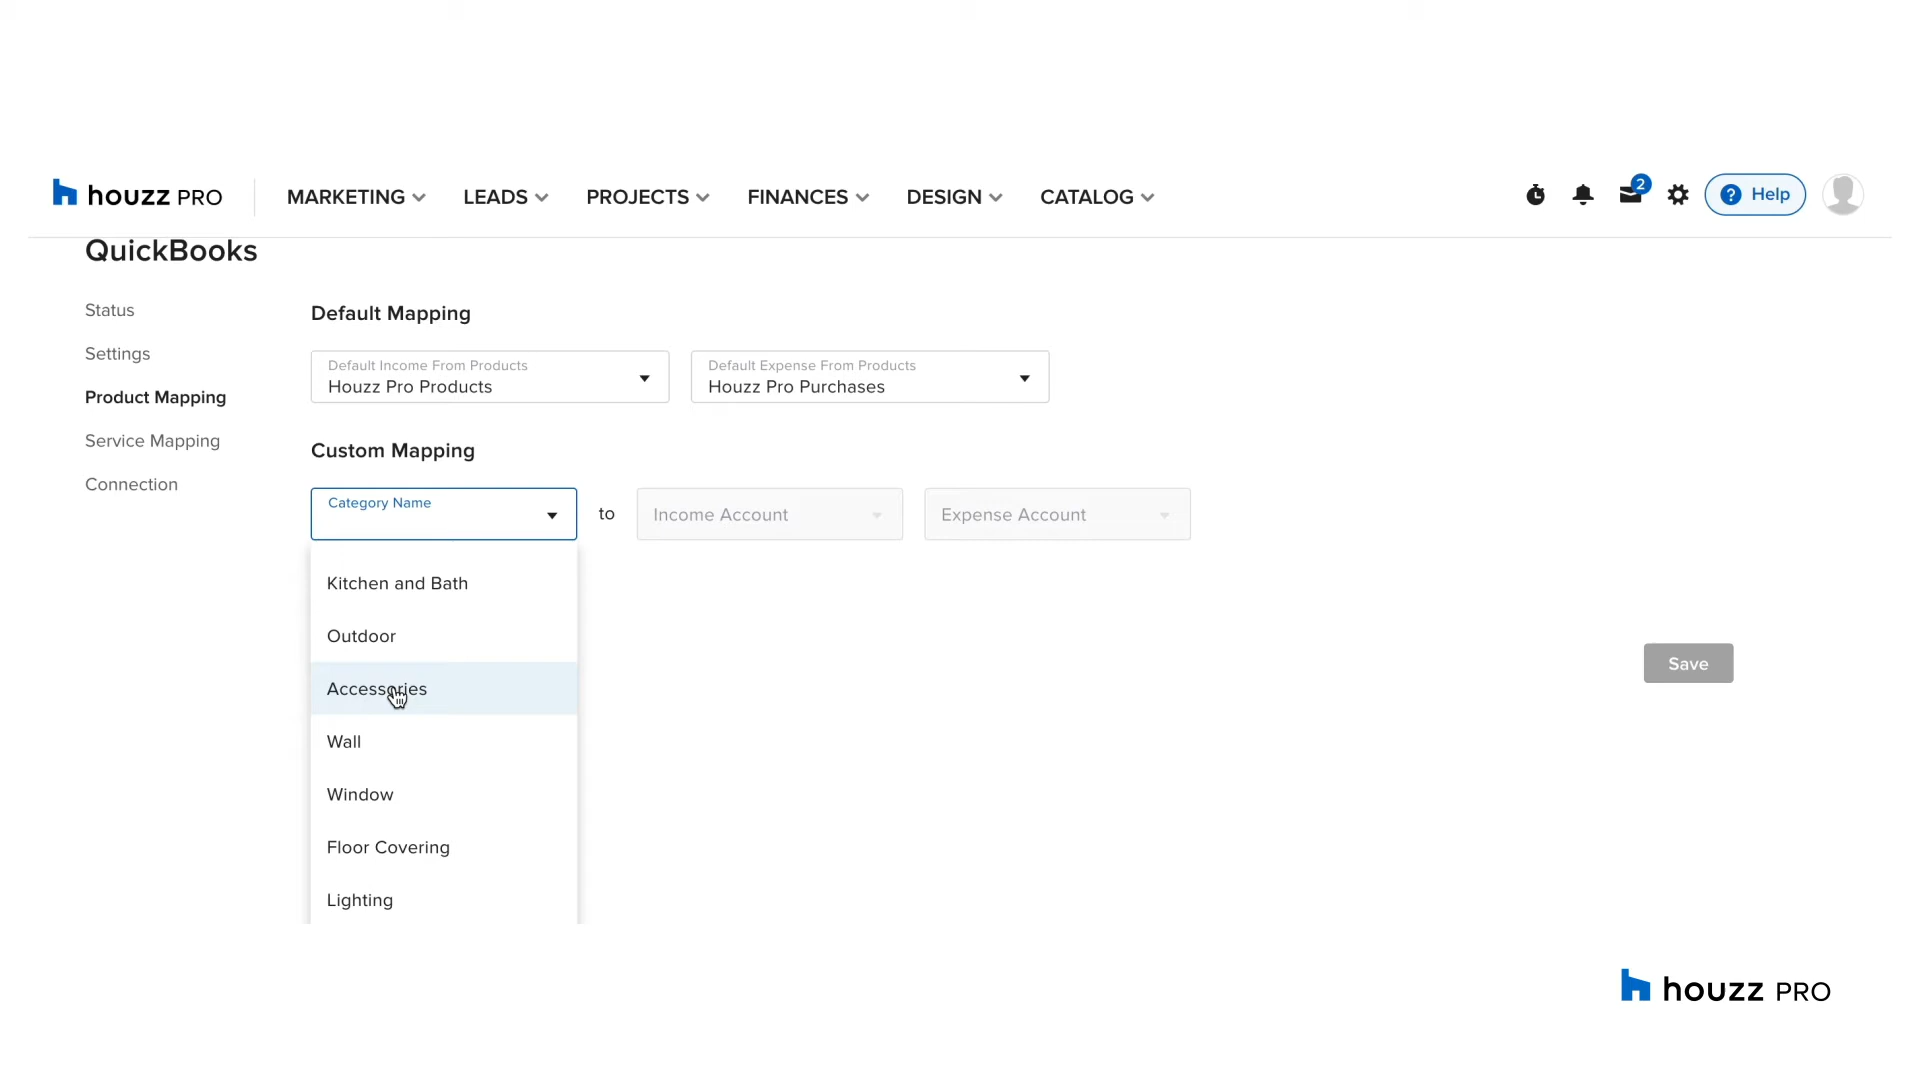 houzz PRO
MARKETING
LEADS
PROJECTS
FINANCES
DESIGN
CATALOG
2
? Help
QuickBooks
Status
Settings
Product Mapping
Service Mapping
Connection
Default Mapping
Default Income From Products
Houzz Pro Products
Default Expense From Products
Houzz Pro Purchases
Custom Mapping
Category Name
to
Income Account
Expense Account
Kitchen and Bath
Outdoor
Accessories
Wall
Window
Floor Covering
Lighting
Save
houzz PRO